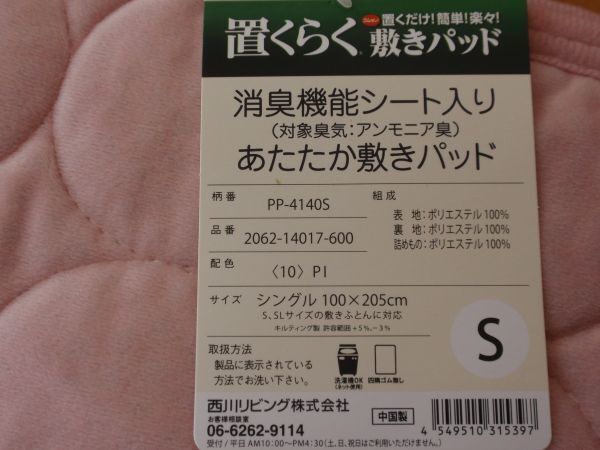 置くだけ!簡単!楽々!
置くらく敷きパッド
消臭機能シート入り
(対象臭気:アンモニア臭)
あたたか敷きパッド
柄番 PP-4140S
品番 2062-14017-600
配色 〈10〉PI
組成
表 地:ポリエステル100%
裏 地:ポリエステル100%
詰めもの:ポリエステル100%
サイズ シングル 100×205cm
S、SLサイズの敷きふとんに対応
キルティング製 許容範囲+5%、-3%
S
取扱方法
製品に表示されている
方法でお洗い下さい。
洗濯機OK
(ネット使用)
四隅ゴム無し
西川リビング株式会社
お客様相談室
06-6262-9114
受付/平日AM10:00~PM4:30(土、日、祝日はご利用いただけません。)
中国製
4 549510 315397